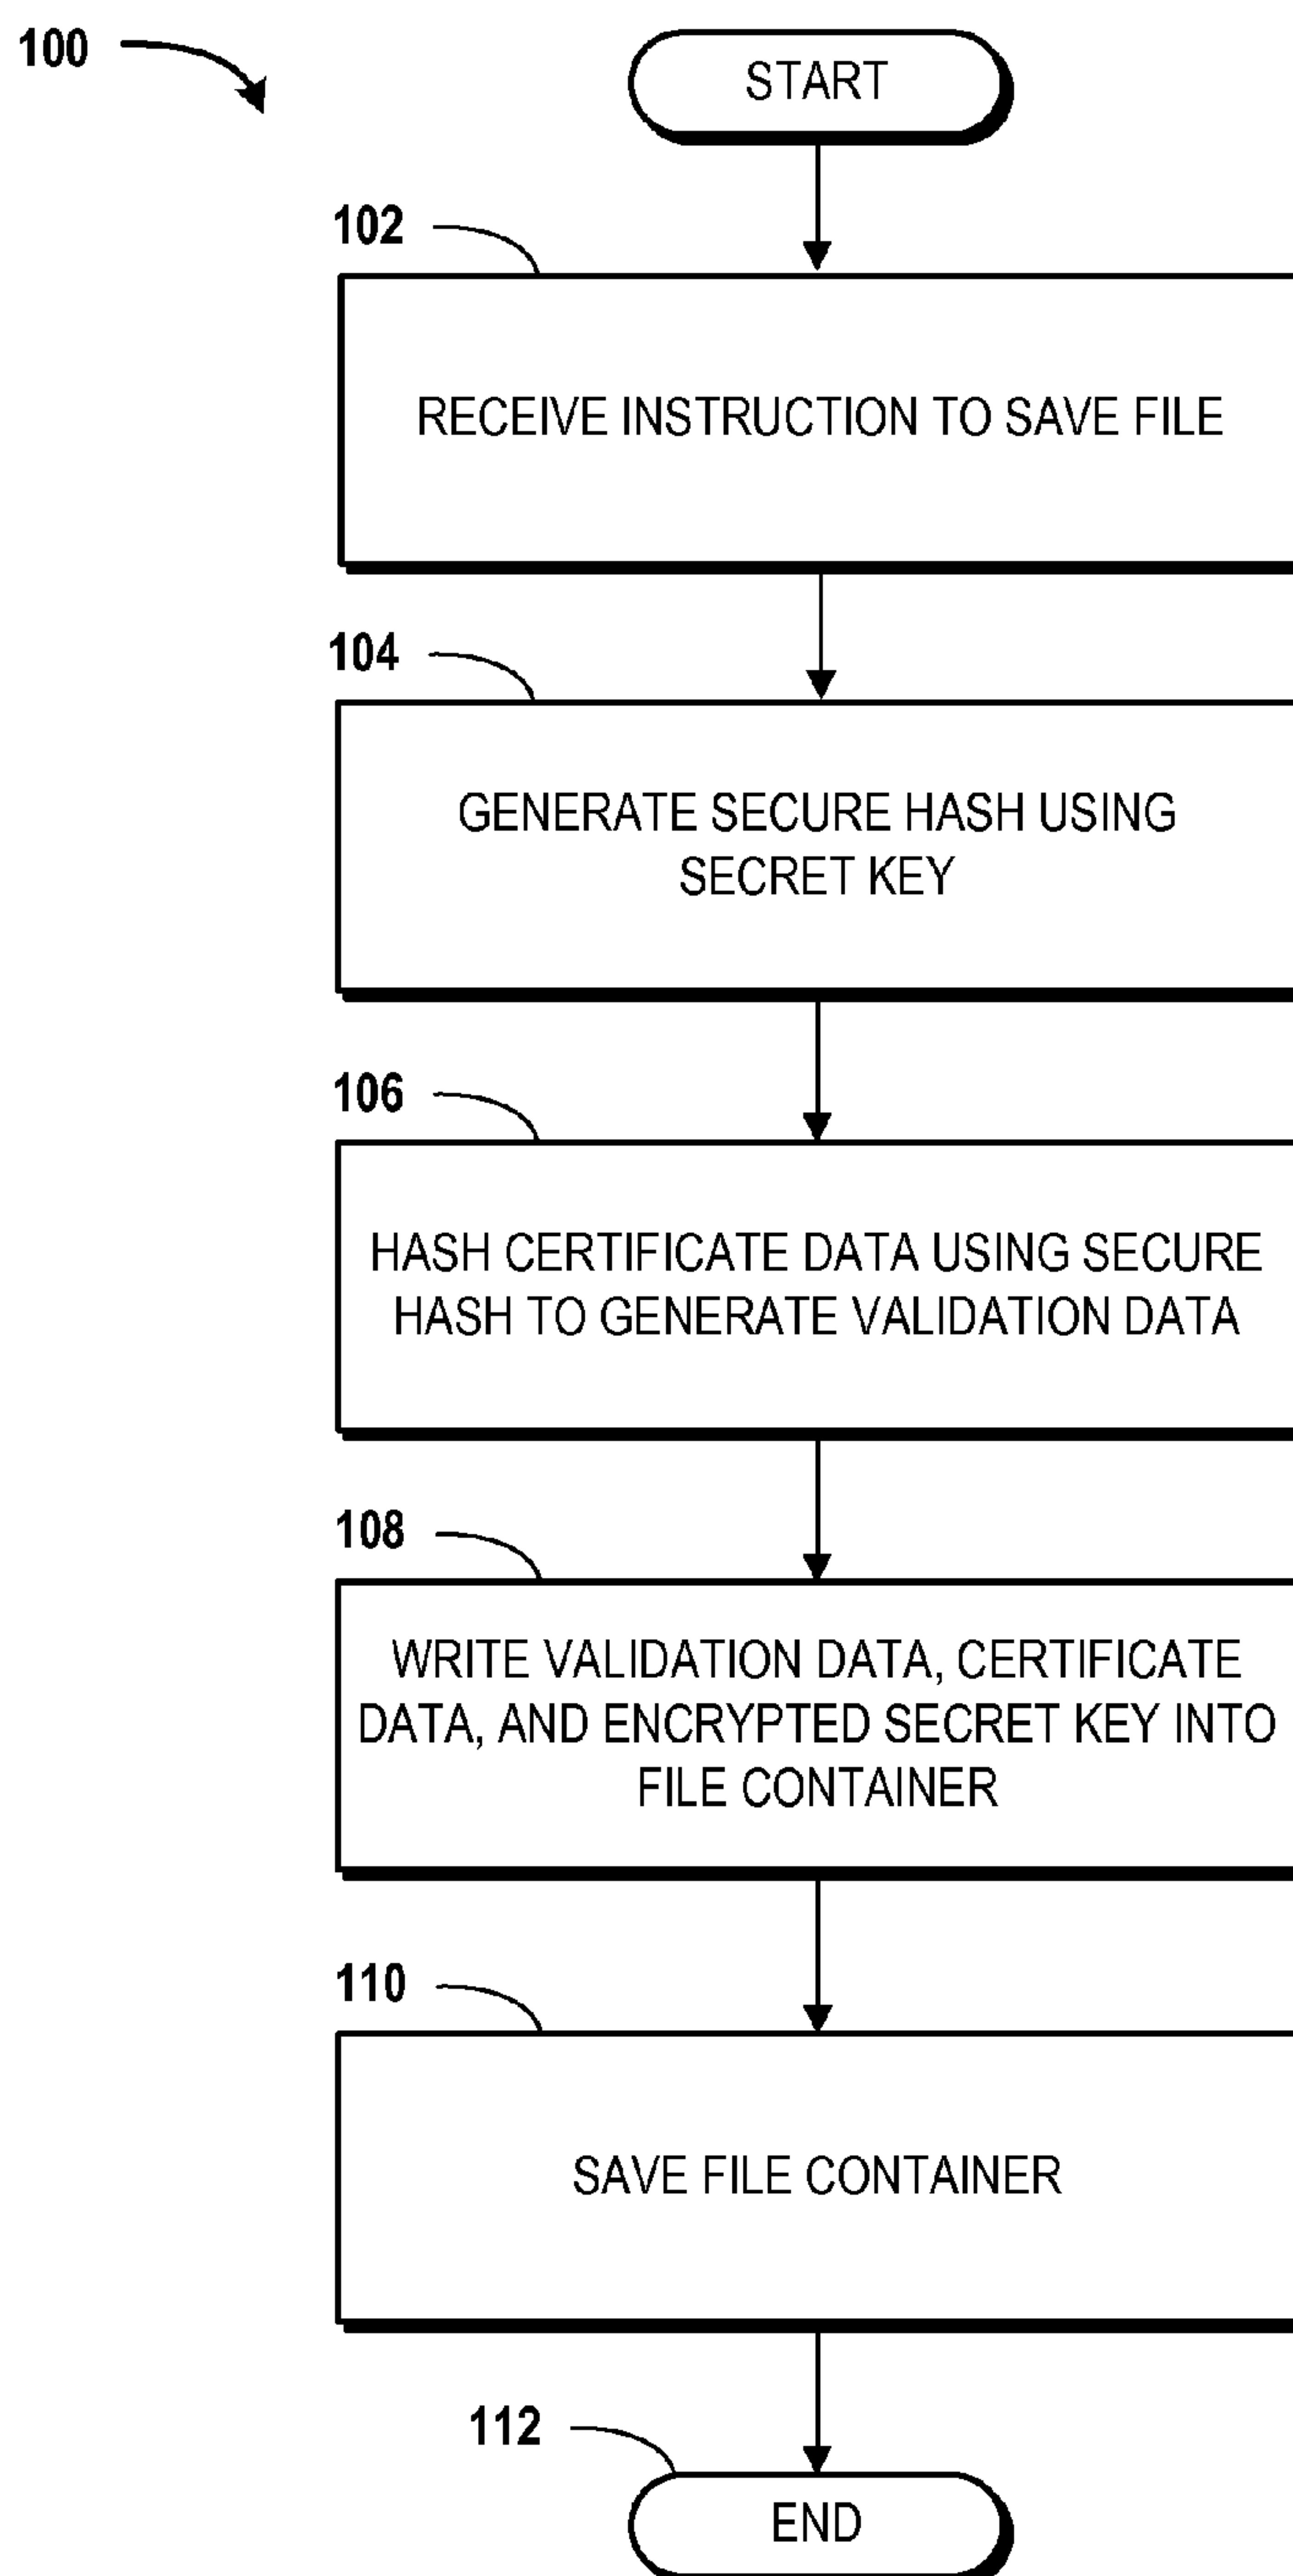 100
START
102
RECEIVE INSTRUCTION TO SAVE FILE
104
GENERATE SECURE HASH USING
SECRET KEY
106
HASH CERTIFICATE DATA USING SECURE
HASH TO GENERATE VALIDATION DATA
108
WRITE VALIDATION DATA, CERTIFICATE
DATA, AND ENCRYPTED SECRET KEY INTO
FILE CONTAINER
110
SAVE FILE CONTAINER
112
END